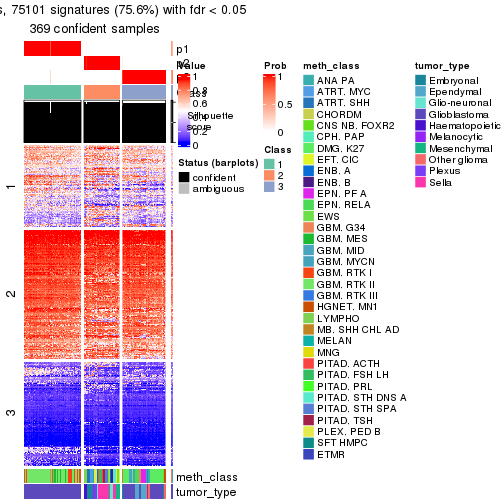 s, 75101 signatures (75.6%) with fdr < 0.05
369 confident samples
p1
p2
p3
Class
Silhouette
score
1
2
3
meth_class
tumor_type
Value
1
0.8
0.6
0.4
0.2
0
Status (barplots)
confident
ambiguous
Prob
1
0.5
0
Class
1
2
3
meth_class
ANA PA
ATRT. MYC
ATRT. SHH
CHORDM
CNS NB. FOXR2
CPH. PAP
DMG. K27
EFT. CIC
ENB. A
ENB. B
EPN. PF A
EPN. RELA
EWS
GBM. G34
GBM. MES
GBM. MID
GBM. MYCN
GBM. RTK I
GBM. RTK II
GBM. RTK III
HGNET. MN1
LYMPHO
MB. SHH CHL AD
MELAN
MNG
PITAD. ACTH
PITAD. FSH LH
PITAD. PRL
PITAD. STH DNS A
PITAD. STH SPA
PITAD. TSH
PLEX. PED B
SFT HMPC
ETMR
tumor_type
Embryonal
Ependymal
Glio-neuronal
Glioblastoma
Haematopoietic
Melanocytic
Mesenchymal
Other glioma
Plexus
Sella